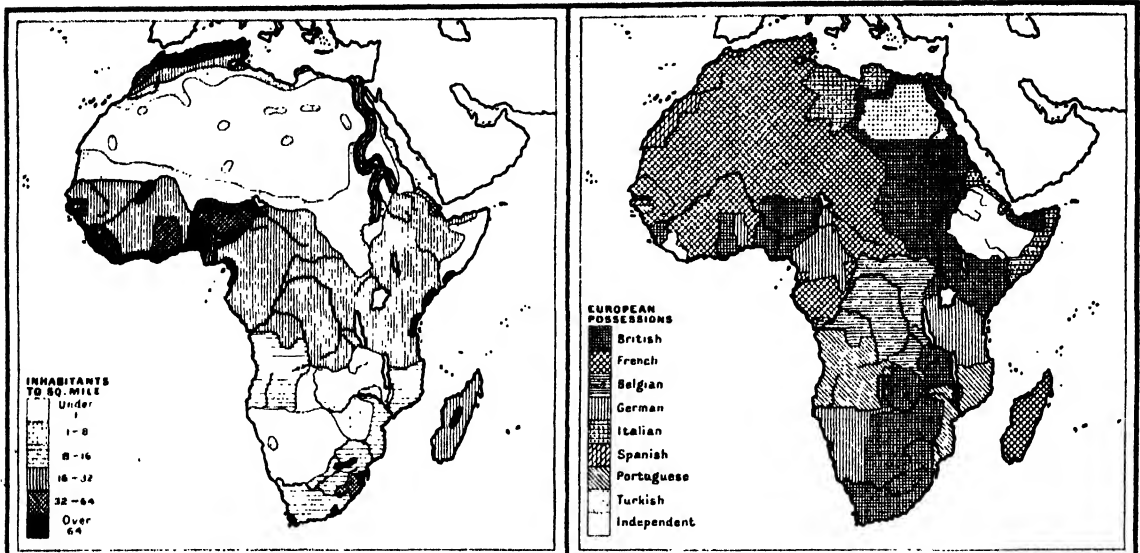 INHABITANTS
TO SQ. MILE
Under
1
1-8
8-16
16-32
32-64
Over
64
EUROPEAN
POSSESSIONS
British
French
Belgian
German
Italian
Spanish
Portuguese
Turkish
Independent